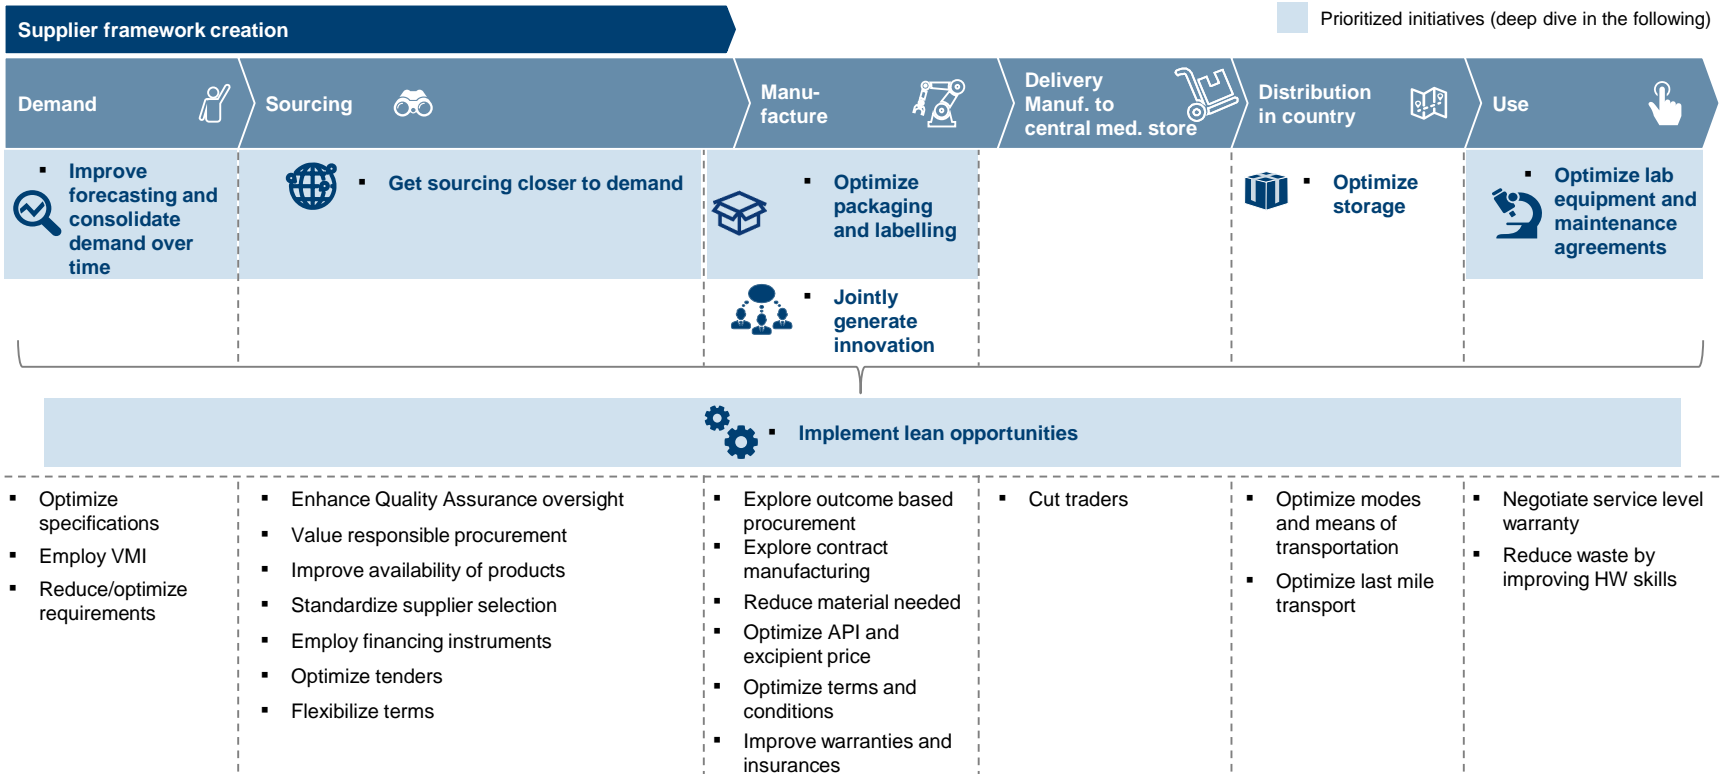 Supplier framework creation
Prioritized initiatives (deep dive in the following)
Demand
Sourcing
Manu-
facture
Delivery
Manuf. to
central med. store
Distribution
in country
Use
▪ Improve
forecasting and
consolidate
demand over
time
▪ Get sourcing closer to demand
▪ Optimize
packaging
and labelling
▪ Jointly
generate
innovation
▪ Optimize
storage
▪ Optimize lab
equipment and
maintenance
agreements
▪ Implement lean opportunities
▪ Optimize
specifications
▪ Employ VMI
▪ Reduce/optimize
requirements
▪ Enhance Quality Assurance oversight
▪ Value responsible procurement
▪ Improve availability of products
▪ Standardize supplier selection
▪ Employ financing instruments
▪ Optimize tenders
▪ Flexibilize terms
▪ Explore outcome based
procurement
▪ Explore contract
manufacturing
▪ Reduce material needed
▪ Optimize API and
excipient price
▪ Optimize terms and
conditions
▪ Improve warranties and
insurances
▪ Cut traders
▪ Optimize modes
and means of
transportation
▪ Optimize last mile
transport
▪ Negotiate service level
warranty
▪ Reduce waste by
improving HW skills